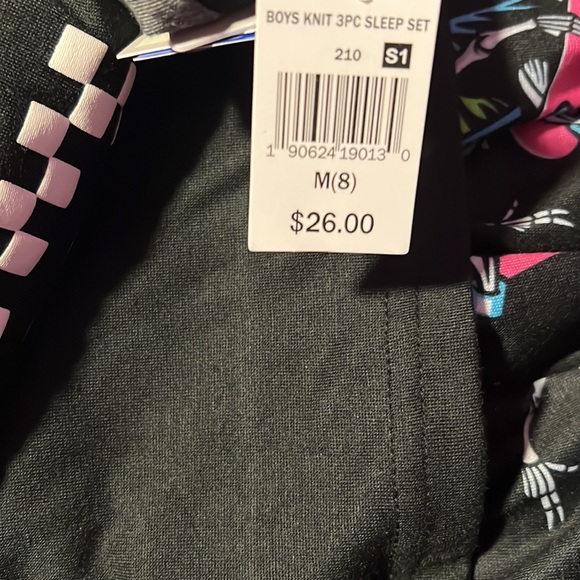 BOYS KNIT 3PC SLEEP SET
210 S1
1 90624 19013 0
M(8)
$26.00